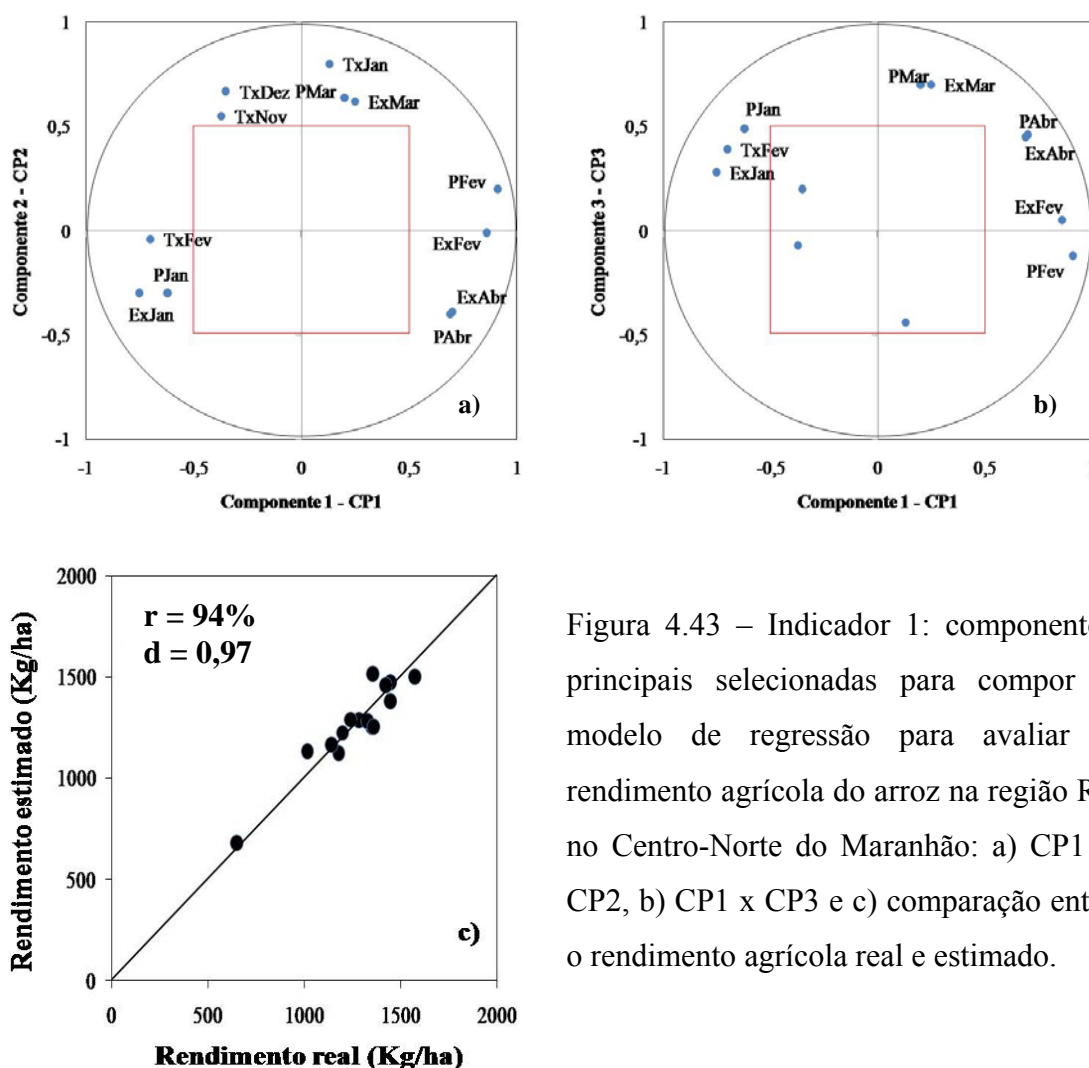 1
0,5
0
-0,5
-1
-1
-0,5
0
0,5
1
Componente 2 - CP2
Componente 1 - CP1
TxJan
TxDez
PMar
ExMar
TxNov
PFev
TxFev
ExFev
PJan
ExJan
ExAbr
PAbr
a)
1
0,5
0
-0,5
-1
-1
-0,5
0
0,5
1
Componente 3 - CP3
Componente 1 - CP1
PMar
ExMar
PJan
PAbr
TxFev
ExAbr
ExJan
ExFev
PFev
b)
2000
1500
1000
500
0
0
500
1000
1500
2000
Rendimento estimado (Kg/ha)
Rendimento real (Kg/ha)
r = 94%
d = 0,97
c)
Figura 4.43 – Indicador 1: component
principais selecionadas para compor
modelo de regressão para avaliar
rendimento agrícola do arroz na região
no Centro-Norte do Maranhão: a) CP1
CP2, b) CP1 x CP3 e c) comparação
o rendimento agrícola real e estimado.